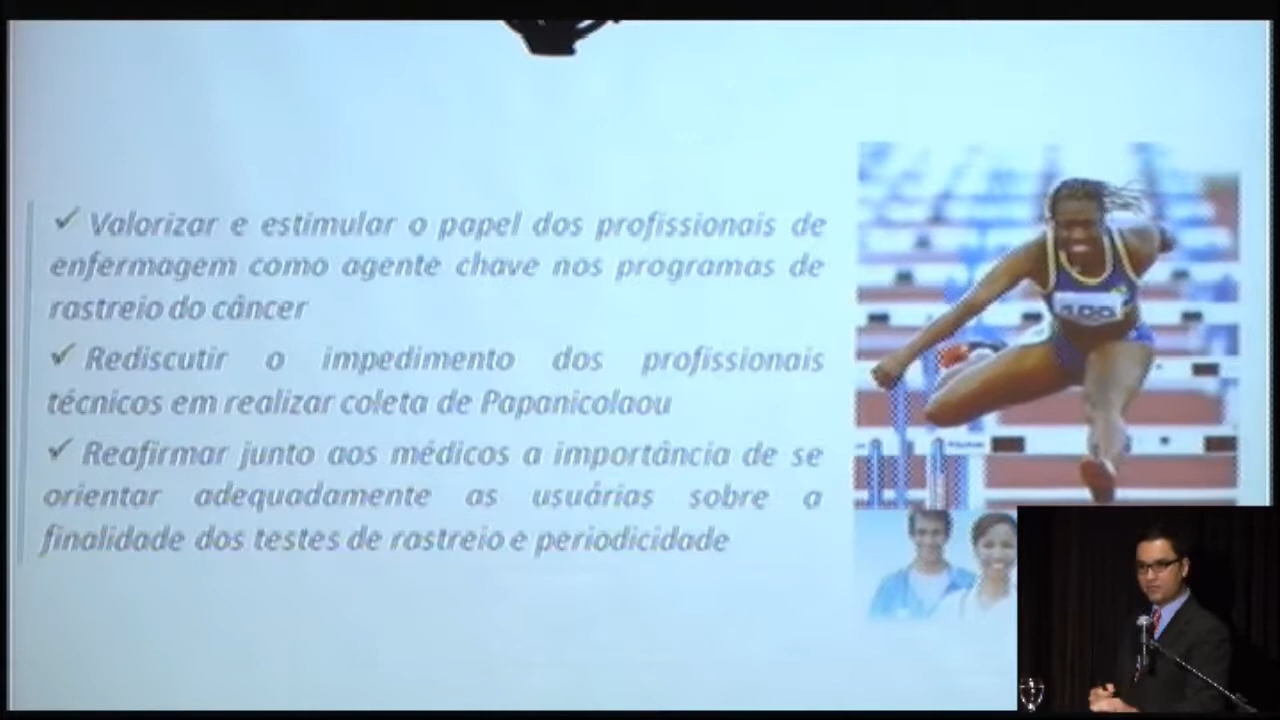 ✓ Valorizar e estimular o papel dos profissionais de
enfermagem como agente chave nos programas de
rastreio do câncer
✓ Rediscutir o impedimento dos profissionais
técnicos em realizar coleta de Papanicolaou
✓ Reafirmar junto aos médicos a importância de se
orientar adequadamente as usuárias sobre a
finalidade dos testes de rastreio e periodicidade
100